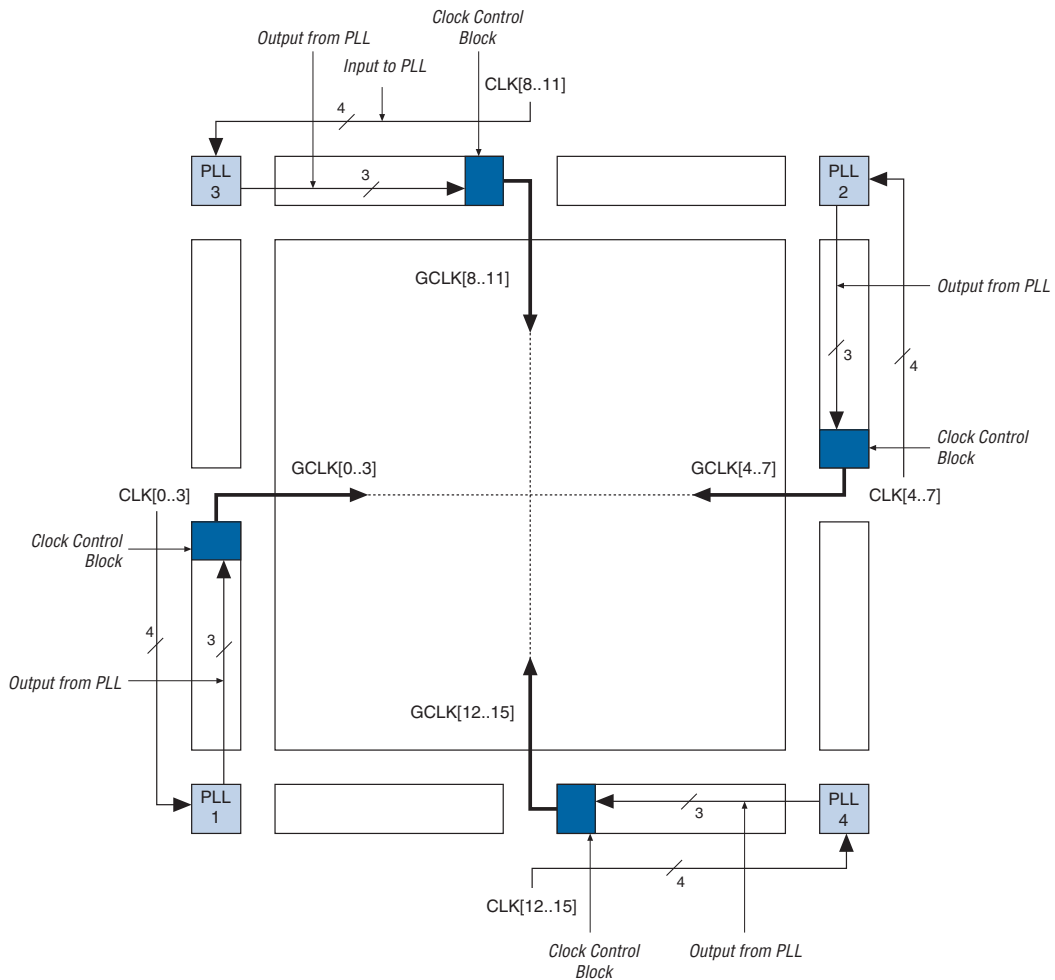 Clock Control
Block
Output from PLL
Input to PLL
CLK[8..11]
4
PLL
3
3
PLL
2
GCLK[8..11]
Output from PLL
3
4
Clock Control
Block
GCLK[0..3]
GCLK[4..7]
CLK[0..3]
CLK[4..7]
Clock Control
Block
4
3
Output from PLL
GCLK[12..15]
PLL
1
3
PLL
4
4
CLK[12..15]
Clock Control
Block
Output from PLL